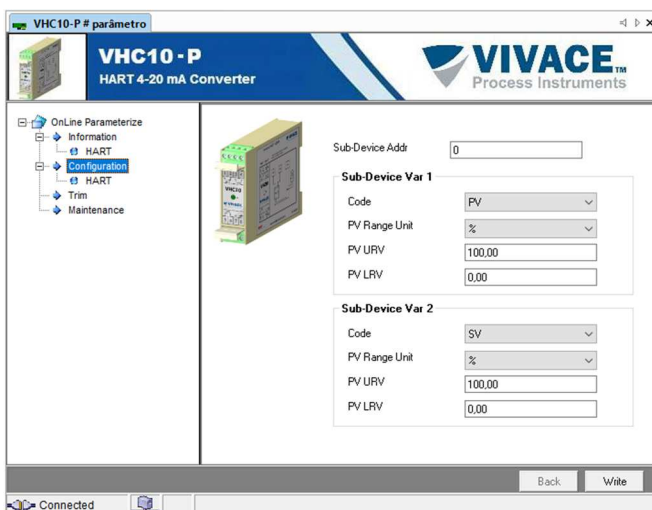 VHC10-P # parâmetro
VHC10 - P
HART 4-20 mA Converter
VIVACE TM
Process Instruments
OnLine Parameterize
Information
HART
Configuration
HART
Trim
Maintenance
VHC10
Sub-Device Addr 0
Sub-Device Var 1
Code PV
PV Range Unit %
PV URV 100,00
PV LRV 0,00
Sub-Device Var 2
Code SV
PV Range Unit %
PV URV 100,00
PV LRV 0,00
Back Write
Connected